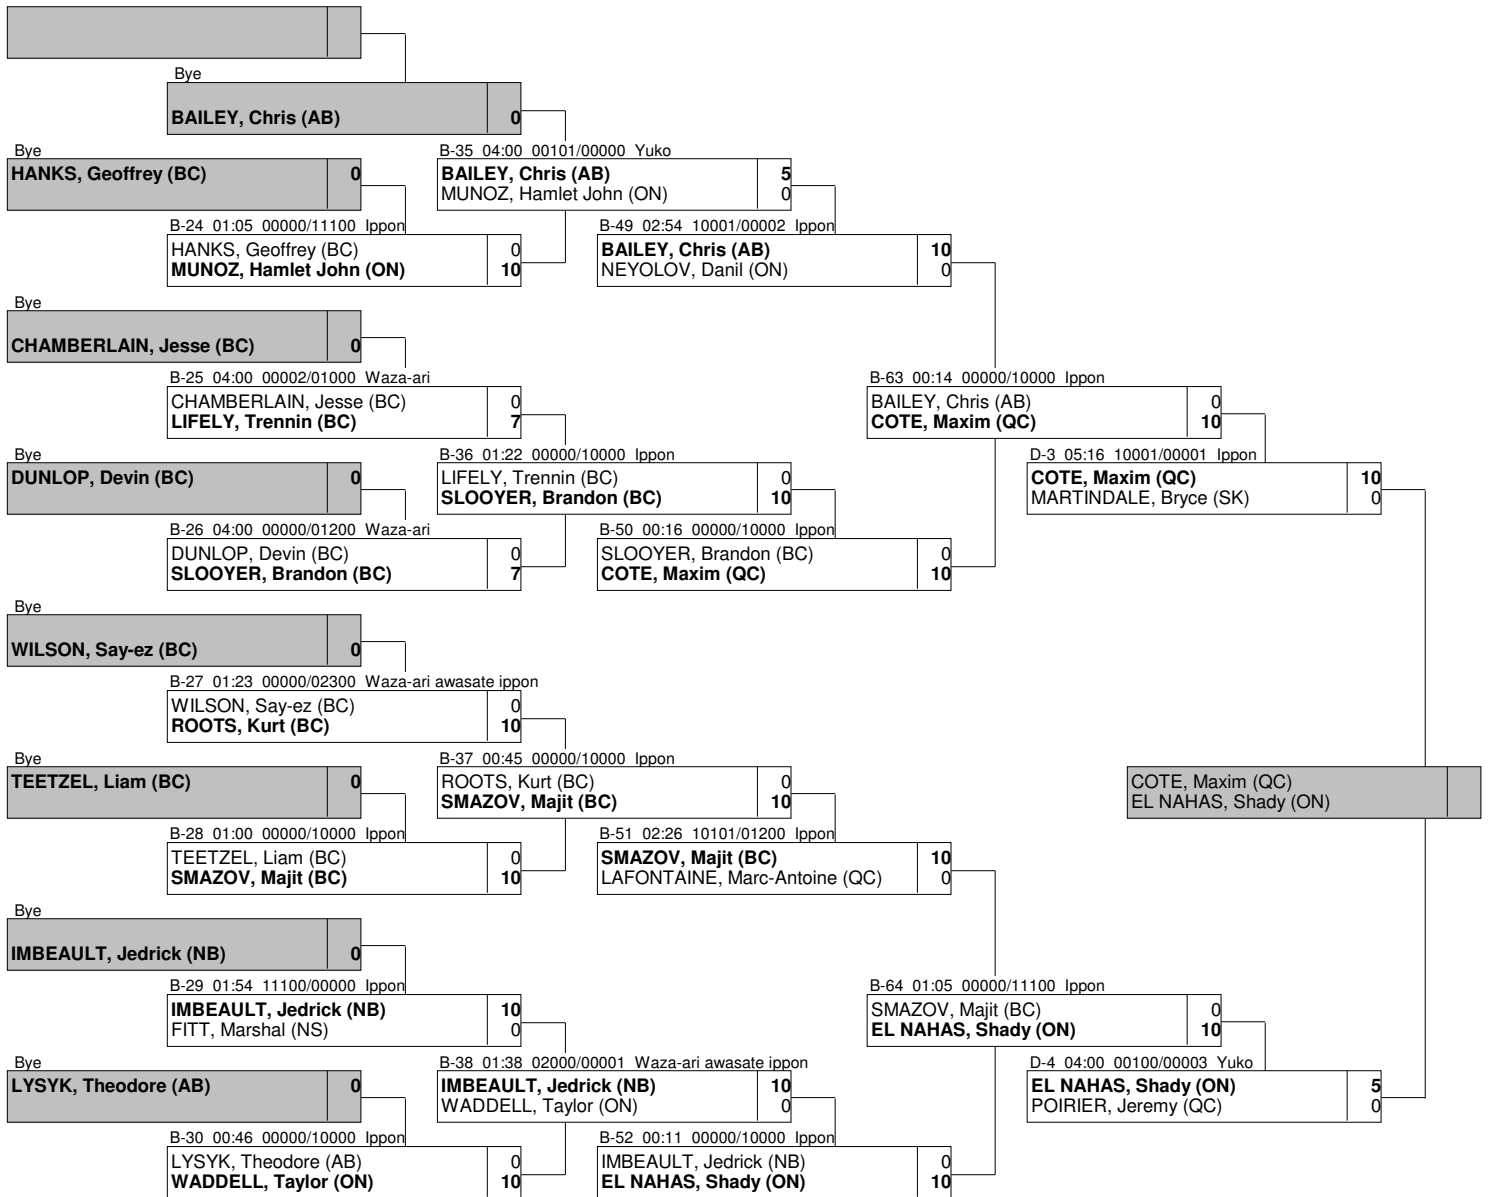 Bye
BAILEY, Chris (AB) 0
Bye
HANKS, Geoffrey (BC) 0
B-35 04:00 00101/00000 Yuko
BAILEY, Chris (AB) 5
MUNOZ, Hamlet John (ON) 0
B-24 01:05 00000/11100 Ippon
HANKS, Geoffrey (BC) 0
MUNOZ, Hamlet John (ON) 10
B-49 02:54 10001/00002 Ippon
BAILEY, Chris (AB) 10
NEYOLOV, Danil (ON) 0
Bye
CHAMBERLAIN, Jesse (BC) 0
B-25 04:00 00002/01000 Waza-ari
CHAMBERLAIN, Jesse (BC) 0
LIFELY, Trennin (BC) 7
B-63 00:14 00000/10000 Ippon
BAILEY, Chris (AB) 0
COTE, Maxim (QC) 10
Bye
DUNLOP, Devin (BC) 0
B-36 01:22 00000/10000 Ippon
LIFELY, Trennin (BC) 0
SLOOYER, Brandon (BC) 10
D-3 05:16 10001/00001 Ippon
COTE, Maxim (QC) 10
MARTINDALE, Bryce (SK) 0
B-26 04:00 00000/01200 Waza-ari
DUNLOP, Devin (BC) 0
SLOOYER, Brandon (BC) 7
B-50 00:16 00000/10000 Ippon
SLOOYER, Brandon (BC) 0
COTE, Maxim (QC) 10
Bye
WILSON, Say-ez (BC) 0
B-27 01:23 00000/02300 Waza-ari awasate ippon
WILSON, Say-ez (BC) 0
ROOTS, Kurt (BC) 10
Bye
TEETZEL, Liam (BC) 0
B-37 00:45 00000/10000 Ippon
ROOTS, Kurt (BC) 0
SMAZOV, Majit (BC) 10
COTE, Maxim (QC)
EL NAHAS, Shady (ON)
B-28 01:00 00000/10000 Ippon
TEETZEL, Liam (BC) 0
SMAZOV, Majit (BC) 10
B-51 02:26 10101/01200 Ippon
SMAZOV, Majit (BC) 10
LAFONTAINE, Marc-Antoine (QC) 0
Bye
IMBEAULT, Jedrick (NB) 0
B-29 01:54 11100/00000 Ippon
IMBEAULT, Jedrick (NB) 10
FITT, Marshal (NS) 0
B-64 01:05 00000/11100 Ippon
SMAZOV, Majit (BC) 0
EL NAHAS, Shady (ON) 10
Bye
LYSYK, Theodore (AB) 0
B-38 01:38 02000/00001 Waza-ari awasate ippon
IMBEAULT, Jedrick (NB) 10
WADDELL, Taylor (ON) 0
D-4 04:00 00100/00003 Yuko
EL NAHAS, Shady (ON) 5
POIRIER, Jeremy (QC) 0
B-30 00:46 00000/10000 Ippon
LYSYK, Theodore (AB) 0
WADDELL, Taylor (ON) 10
B-52 00:11 00000/10000 Ippon
IMBEAULT, Jedrick (NB) 0
EL NAHAS, Shady (ON) 10